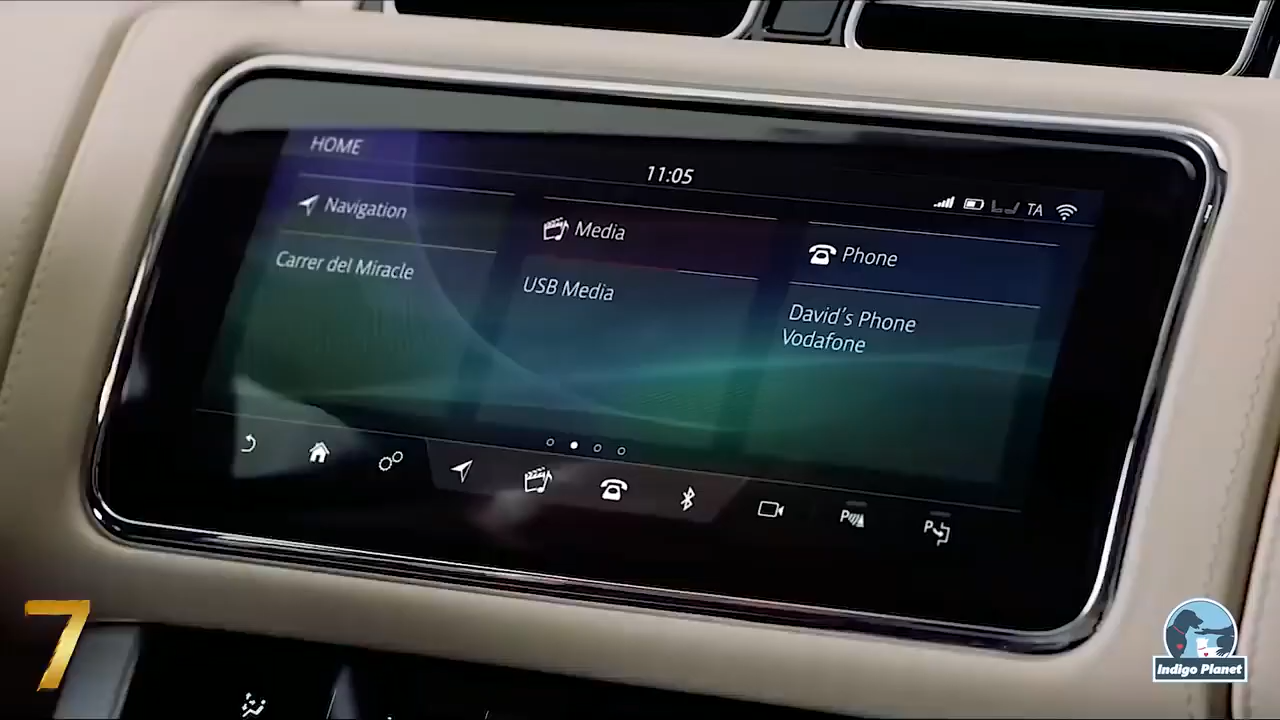 HOME
11:05
TA
Navigation
Media
Phone
Carrer del Miracle
USB Media
David's Phone
Vodafone
P
P
7
Indigo Planet